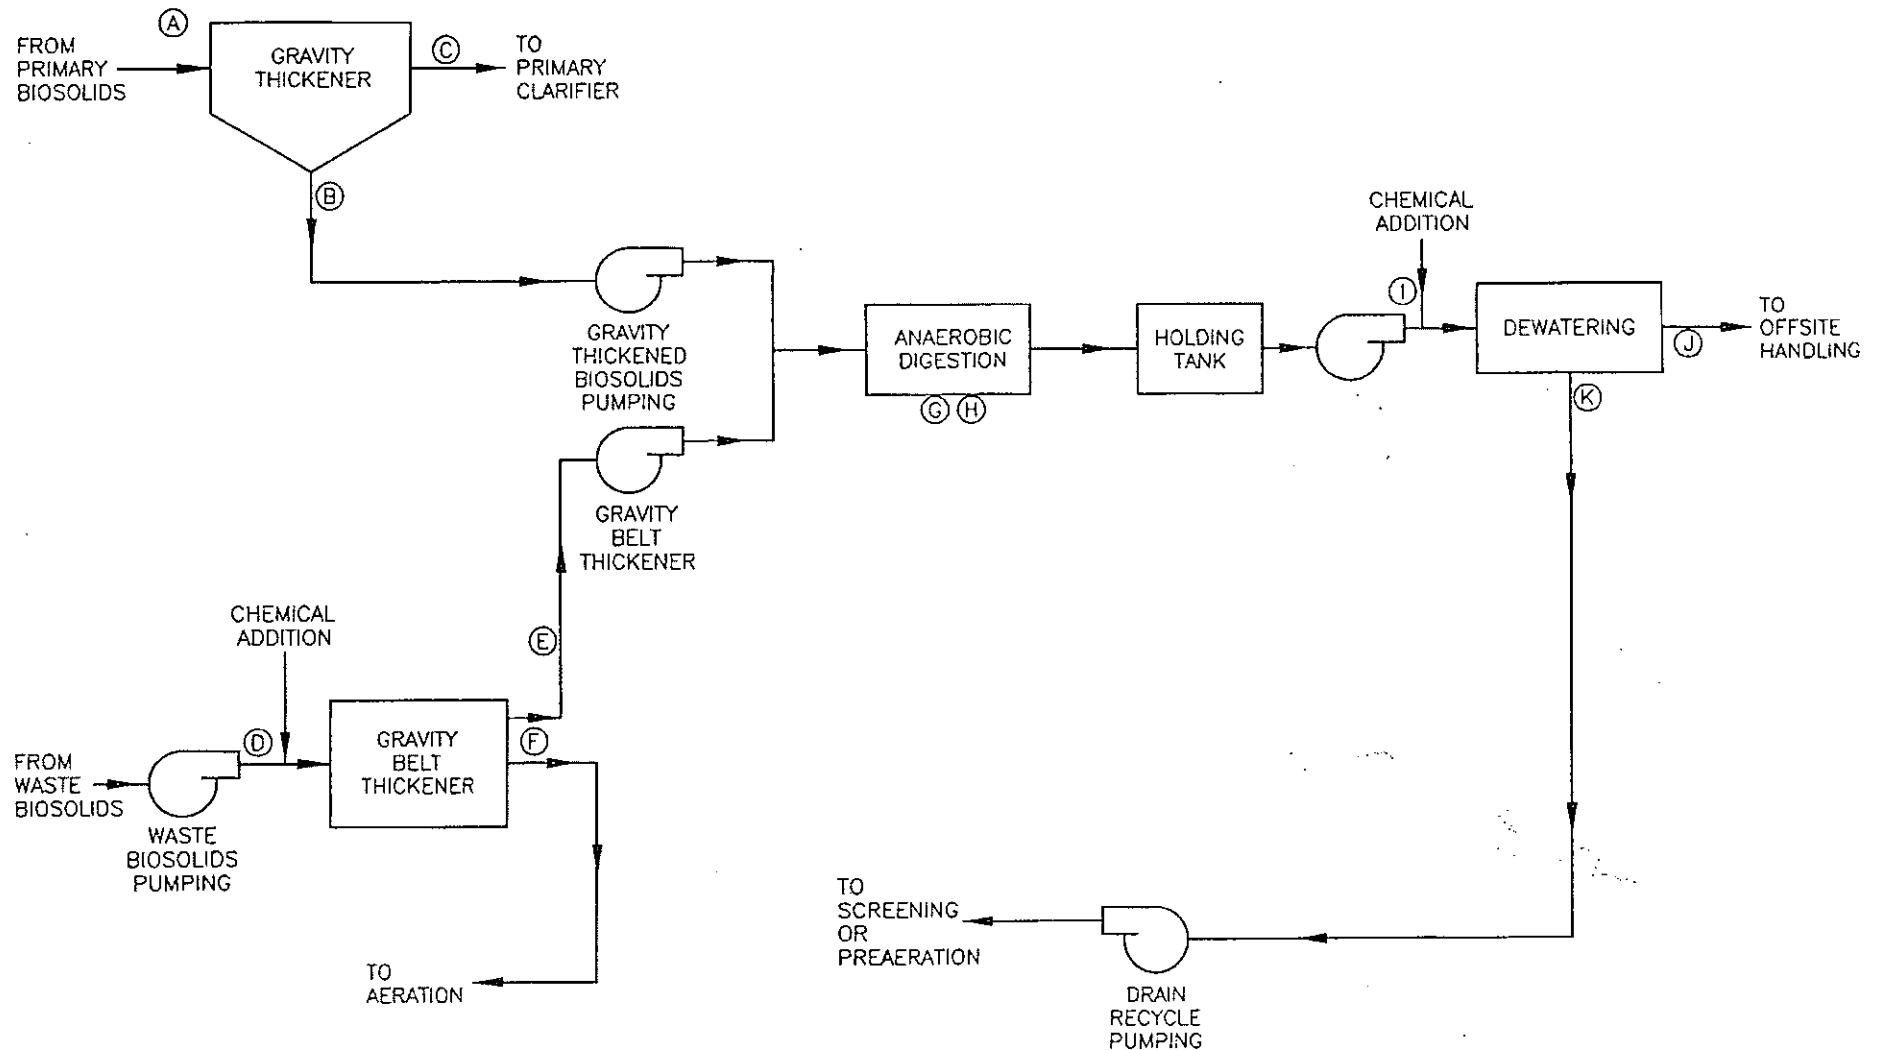 A
FROM
PRIMARY
BIOSOLIDS
GRAVITY
THICKENER
C
TO
PRIMARY
CLARIFIER
B
GRAVITY
THICKENED
BIOSOLIDS
PUMPING
GRAVITY
BELT
THICKENER
ANAEROBIC
DIGESTION
G H
HOLDING
TANK
CHEMICAL
ADDITION
I
DEWATERING
TO
OFFSITE
HANDLING
J
K
CHEMICAL
ADDITION
E
D
FROM
WASTE
BIOSOLIDS
WASTE
BIOSOLIDS
PUMPING
GRAVITY
BELT
THICKENER
F
TO
AERATION
TO
SCREENING
OR
PREAERATION
DRAIN
RECYCLE
PUMPING